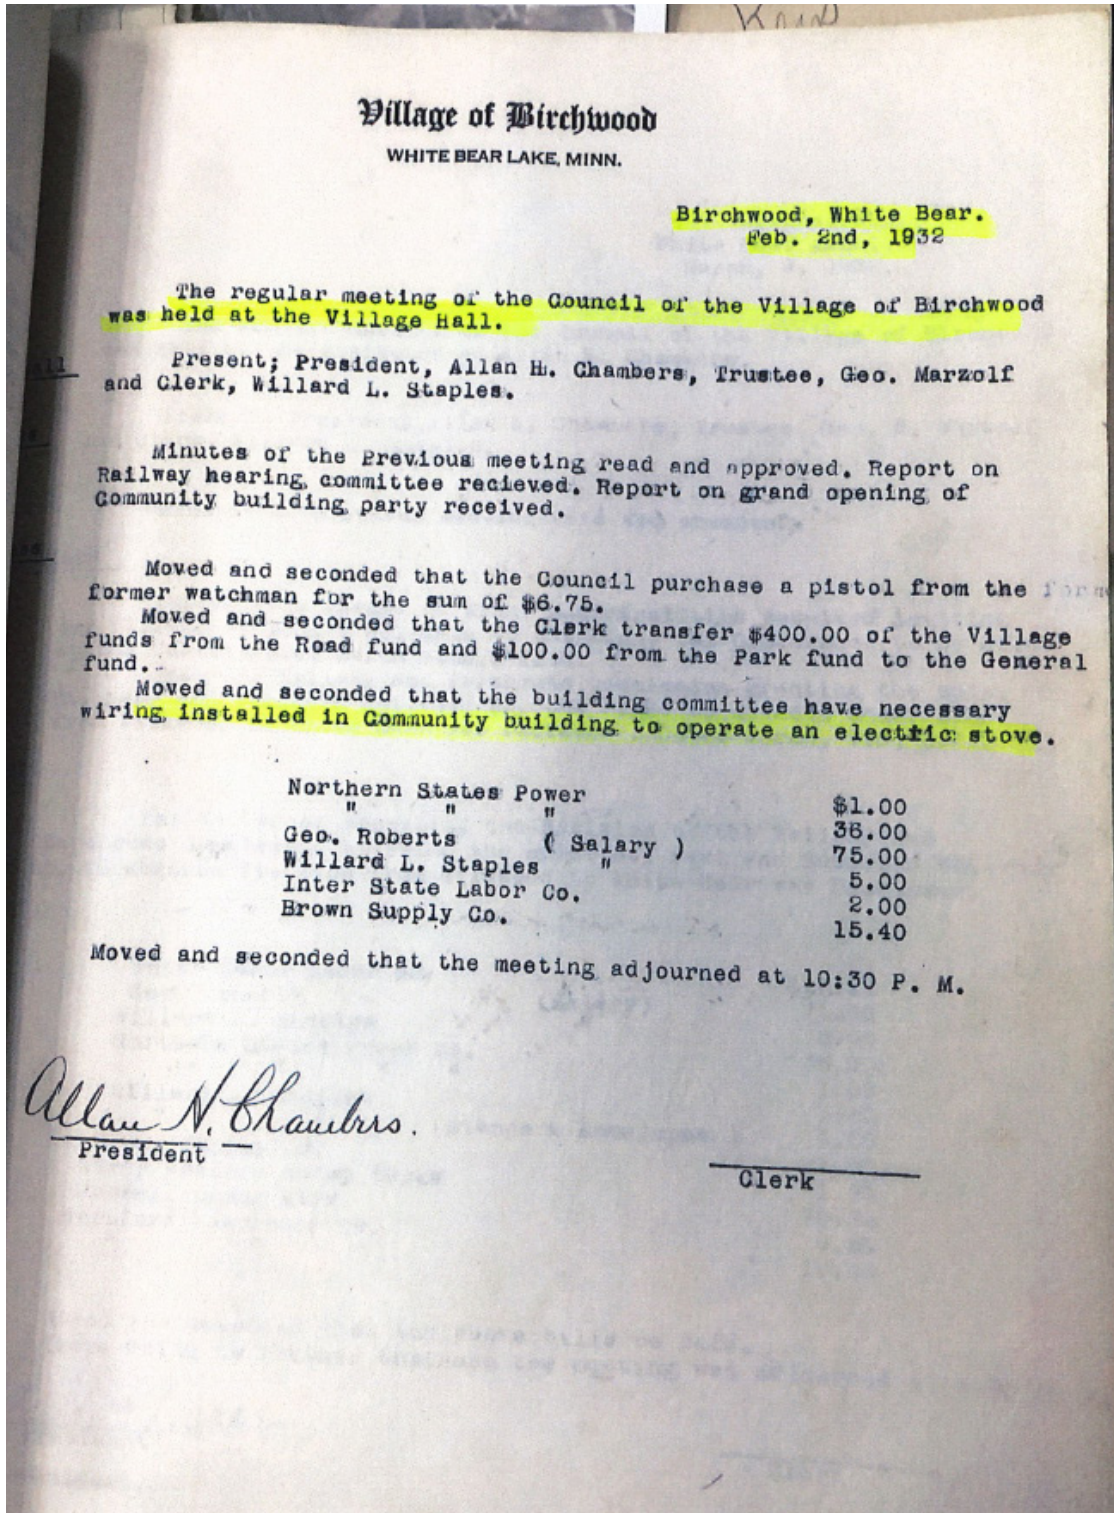 Village of Birchwood
WHITE BEAR LAKE, MINN.
Birchwood, White Bear.
Feb. 2nd, 1932
The regular meeting of the Council of the Village of Birchwood
was held at the Village Hall.
Present; President, Allan H. Chambers, Trustee, Geo. Marzolf
and Clerk, Willard L. Staples.
Minutes of the Previous meeting read and approved. Report on
Railway hearing, committee recieved. Report on grand opening of
Community building party received.
Moved and seconded that the Council purchase a pistol from the
former watchman for the sum of $6.75.
Moved and seconded that the Clerk transfer $400.00 of the Village
funds from the Road fund and $100.00 from the Park fund to the General
fund.
Moved and seconded that the building committee have necessary
wiring installed in Community building to operate an electric stove.
Northern States Power $1.00
" " " 36.00
Geo. Roberts ( Salary ) 75.00
Willard L. Staples " 5.00
Inter State Labor Co. 2.00
Brown Supply Co. 15.40
Moved and seconded that the meeting adjourned at 10:30 P. M.
Allan H. Chambers.
President
Clerk